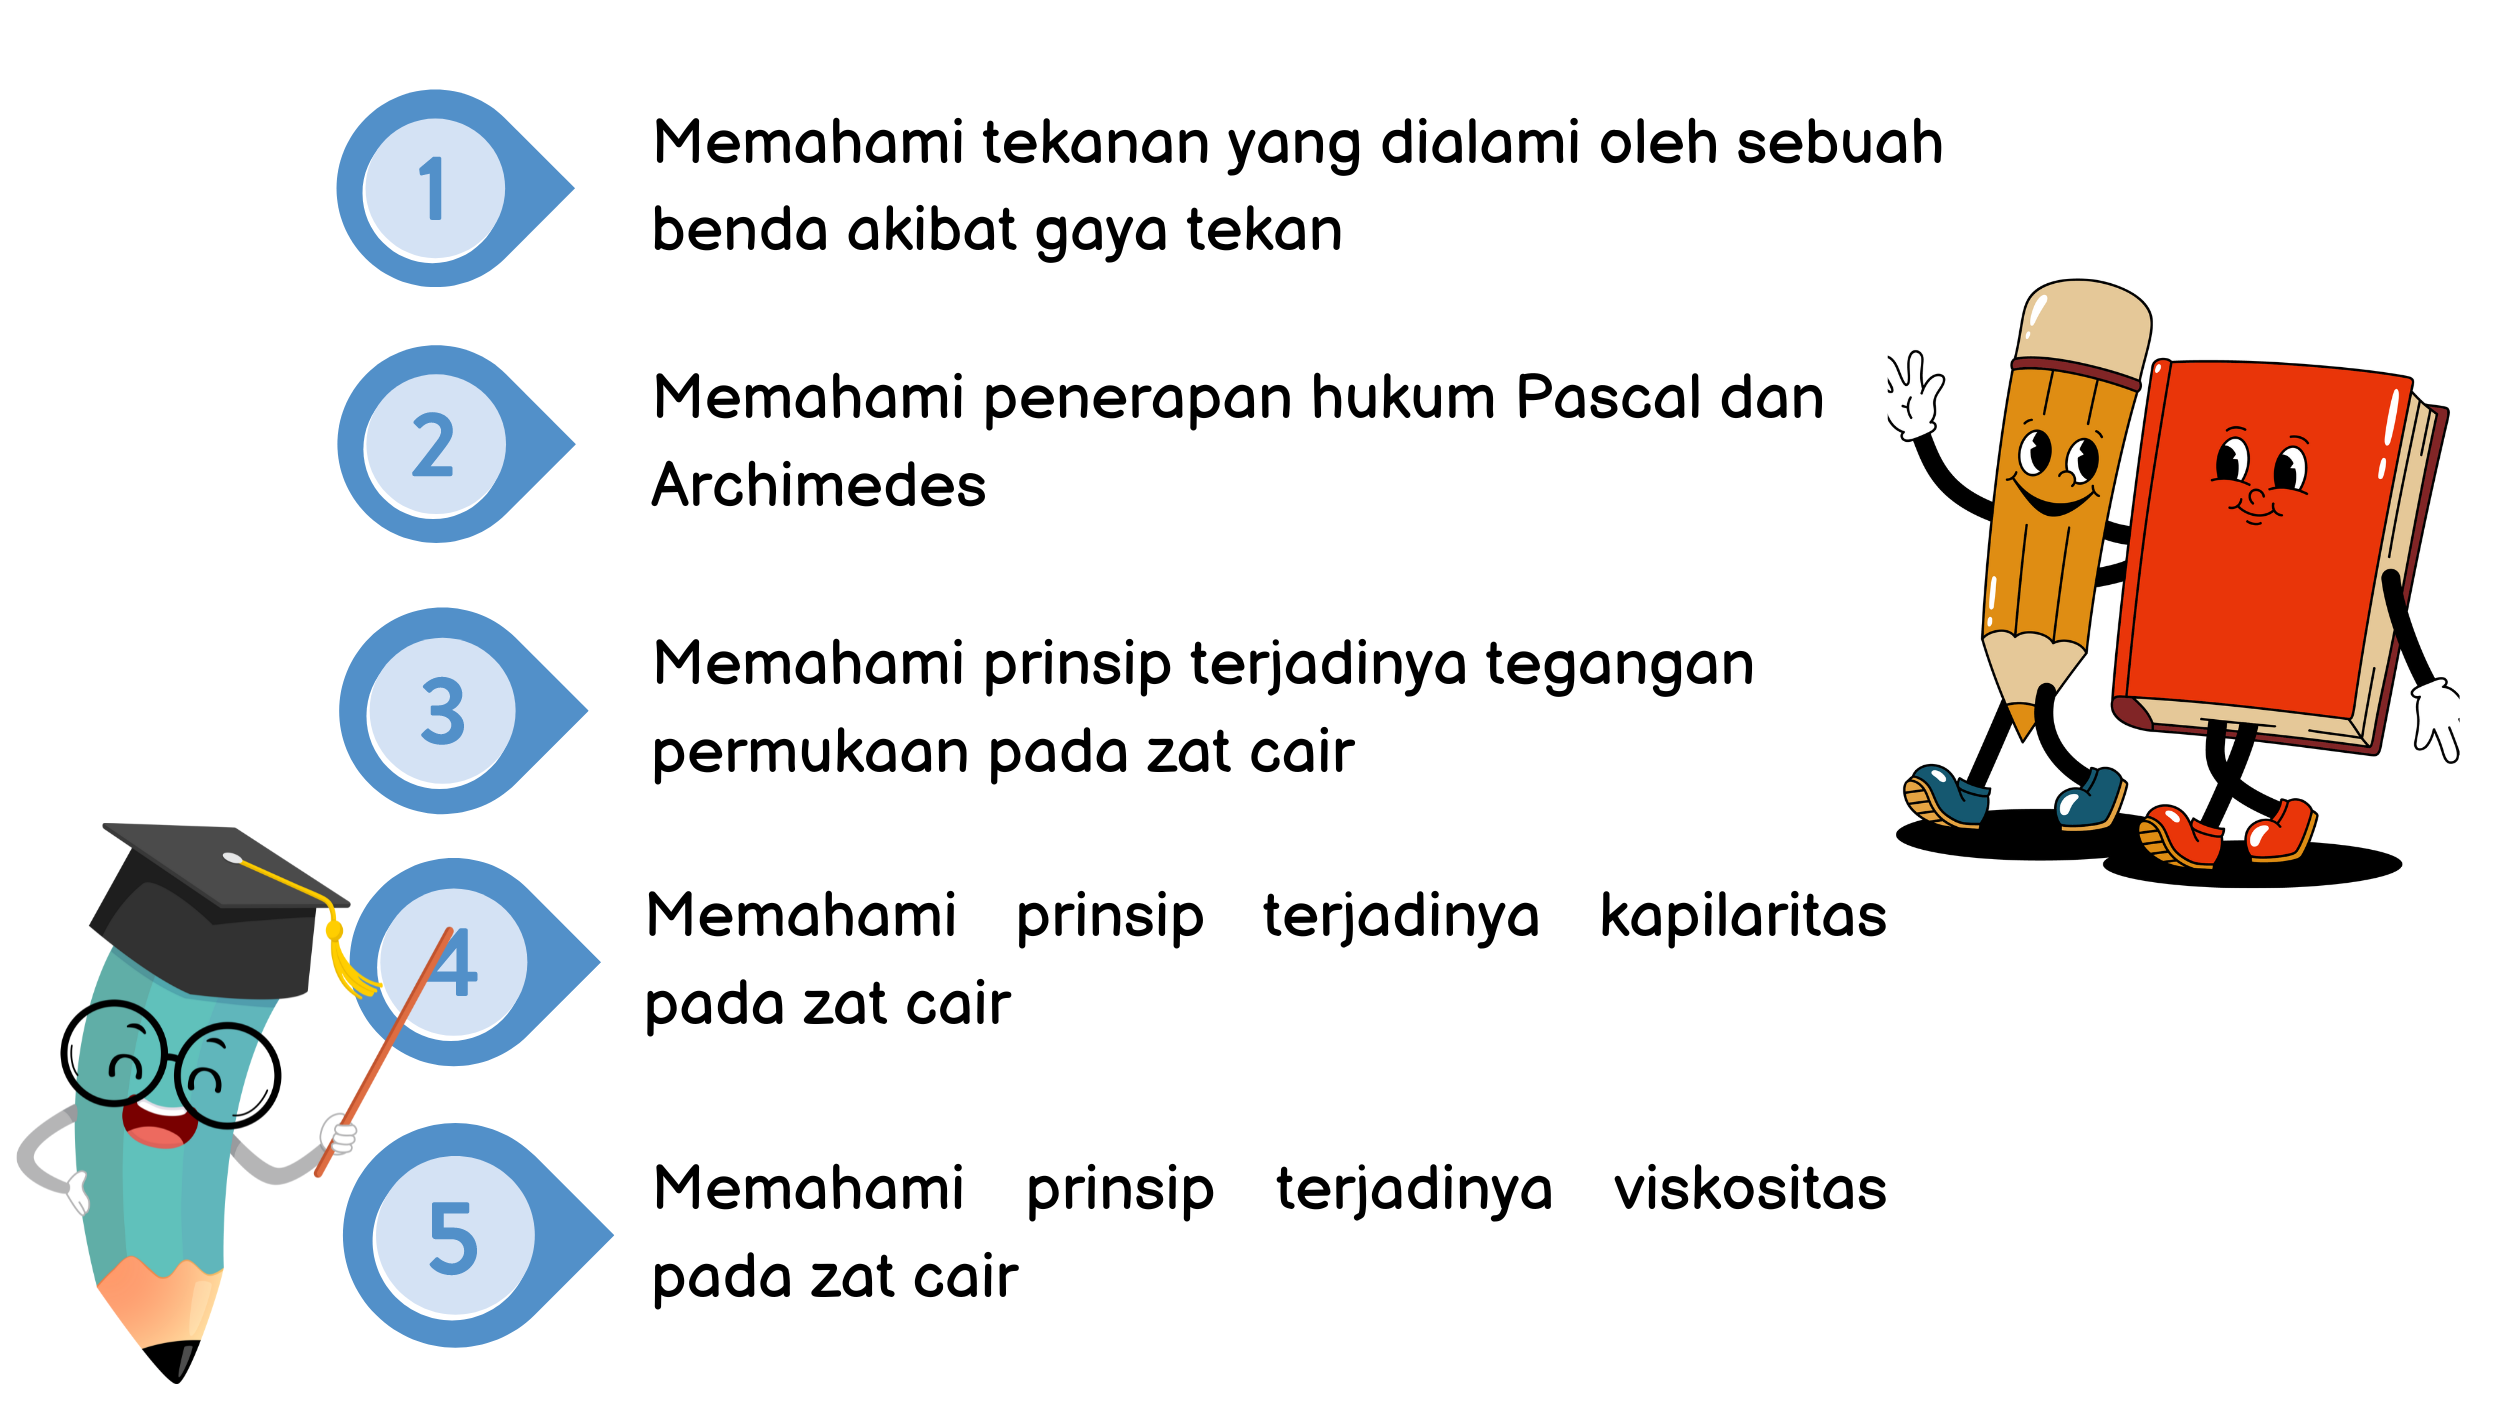 1
Memahami tekanan yang dialami oleh sebuah
benda akibat gaya tekan
2
Memahami penerapan hukum Pascal dan
Archimedes
3
Memahami prinsip terjadinya teggangan
permukaan pada zat cair
4
Memahami prinsip terjadinya kapilaritas
pada zat cair
5
Memahami prinsip terjadinya viskositas
pada zat cair